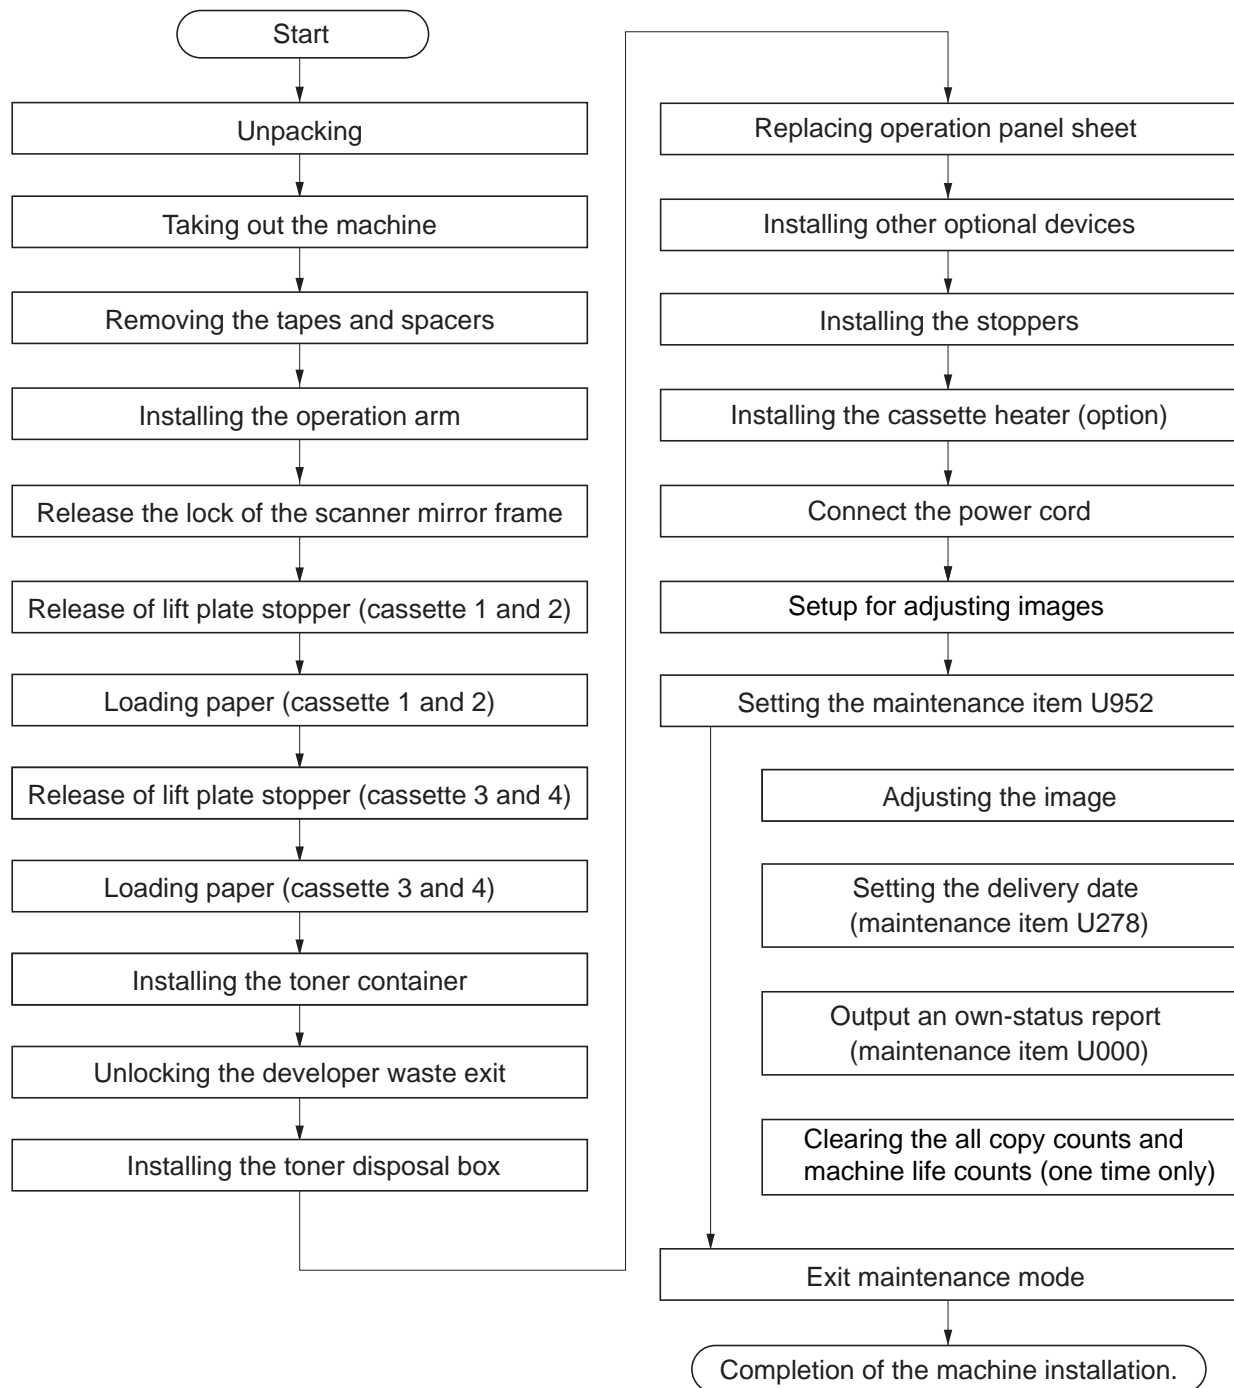 Start
Unpacking
Taking out the machine
Removing the tapes and spacers
Installing the operation arm
Release the lock of the scanner mirror frame
Release of lift plate stopper (cassette 1 and 2)
Loading paper (cassette 1 and 2)
Release of lift plate stopper (cassette 3 and 4)
Loading paper (cassette 3 and 4)
Installing the toner container
Unlocking the developer waste exit
Installing the toner disposal box
Replacing operation panel sheet
Installing other optional devices
Installing the stoppers
Installing the cassette heater (option)
Connect the power cord
Setup for adjusting images
Setting the maintenance item U952
Adjusting the image
Setting the delivery date
(maintenance item U278)
Output an own-status report
(maintenance item U000)
Clearing the all copy counts and
machine life counts (one time only)
Exit maintenance mode
Completion of the machine installation.